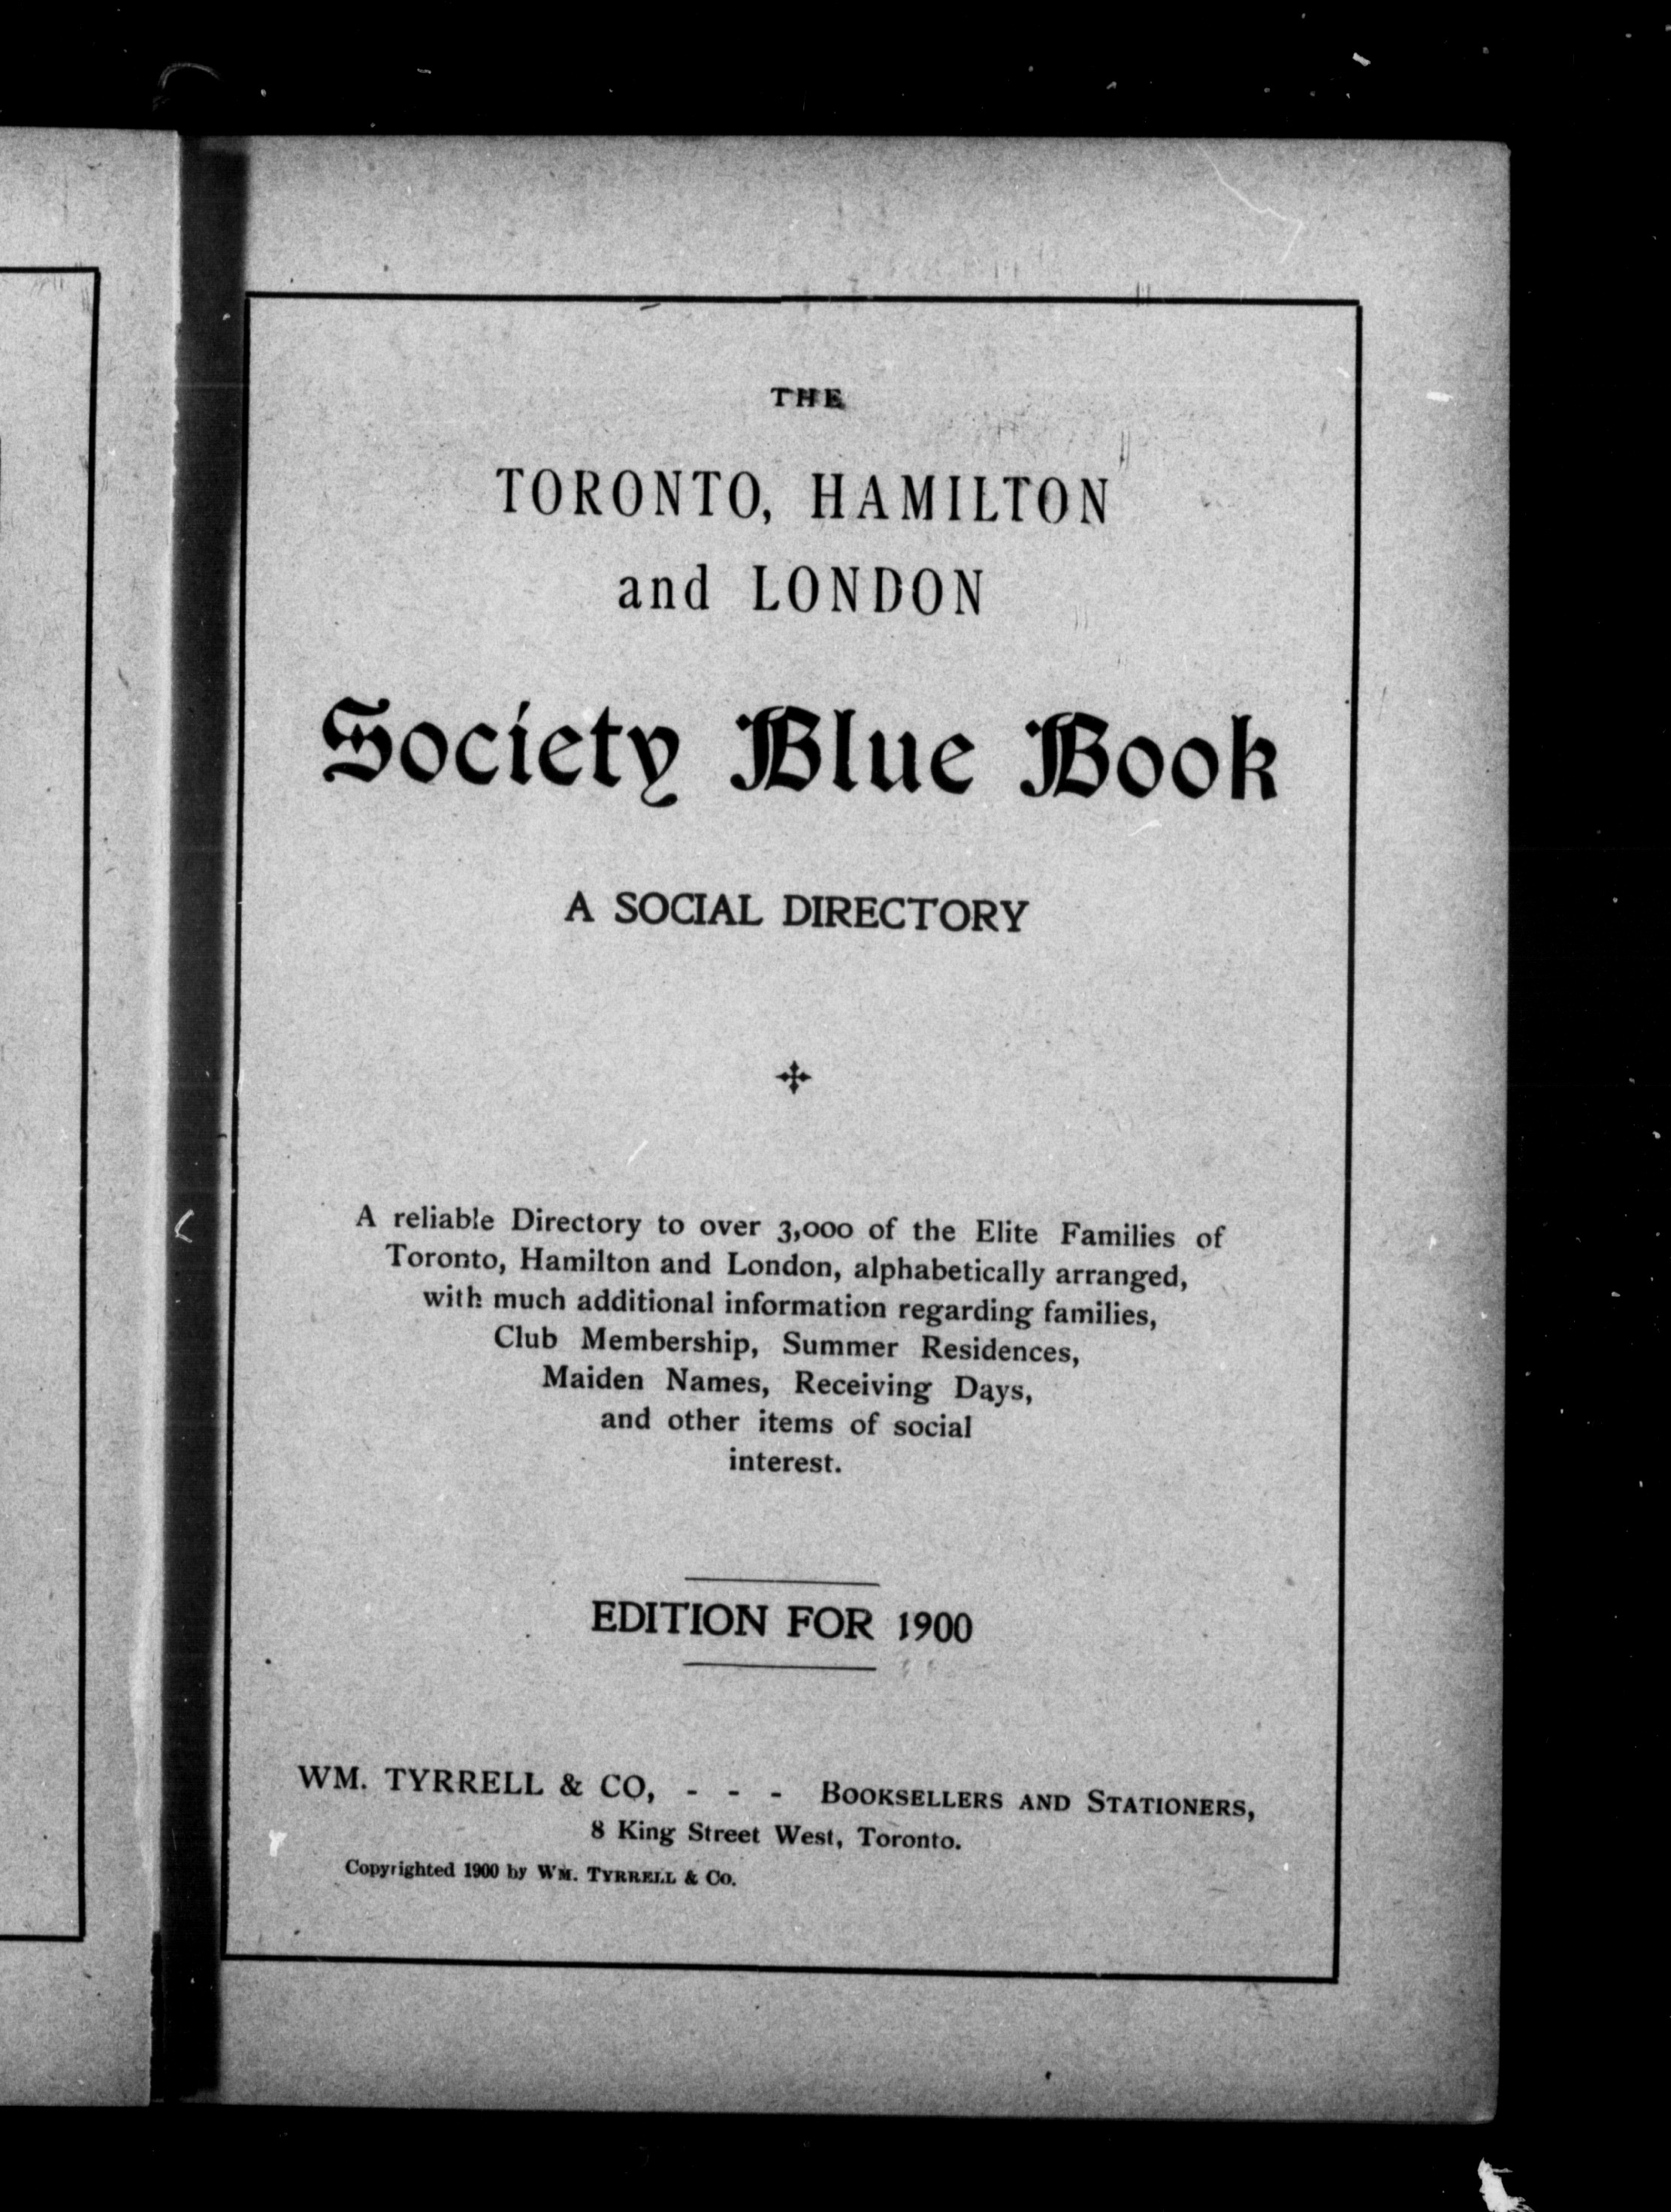 THE
TORONTO, HAMILTON
and LONDON
Society Blue Book
A SOCIAL DIRECTORY
A reliable Directory to over 3,000 of the Elite Families of
Toronto, Hamilton and London, alphabetically arranged,
with much additional information regarding families,
Club Membership, Summer Residences,
Maiden Names, Receiving Days,
and other items of social
interest.
EDITION FOR 1900
WM. TYRRELL & CO, - - - BOOKSELLERS AND STATIONERS,
8 King Street West, Toronto.
Copyrighted 1900 by WM. TYRRELL & CO.